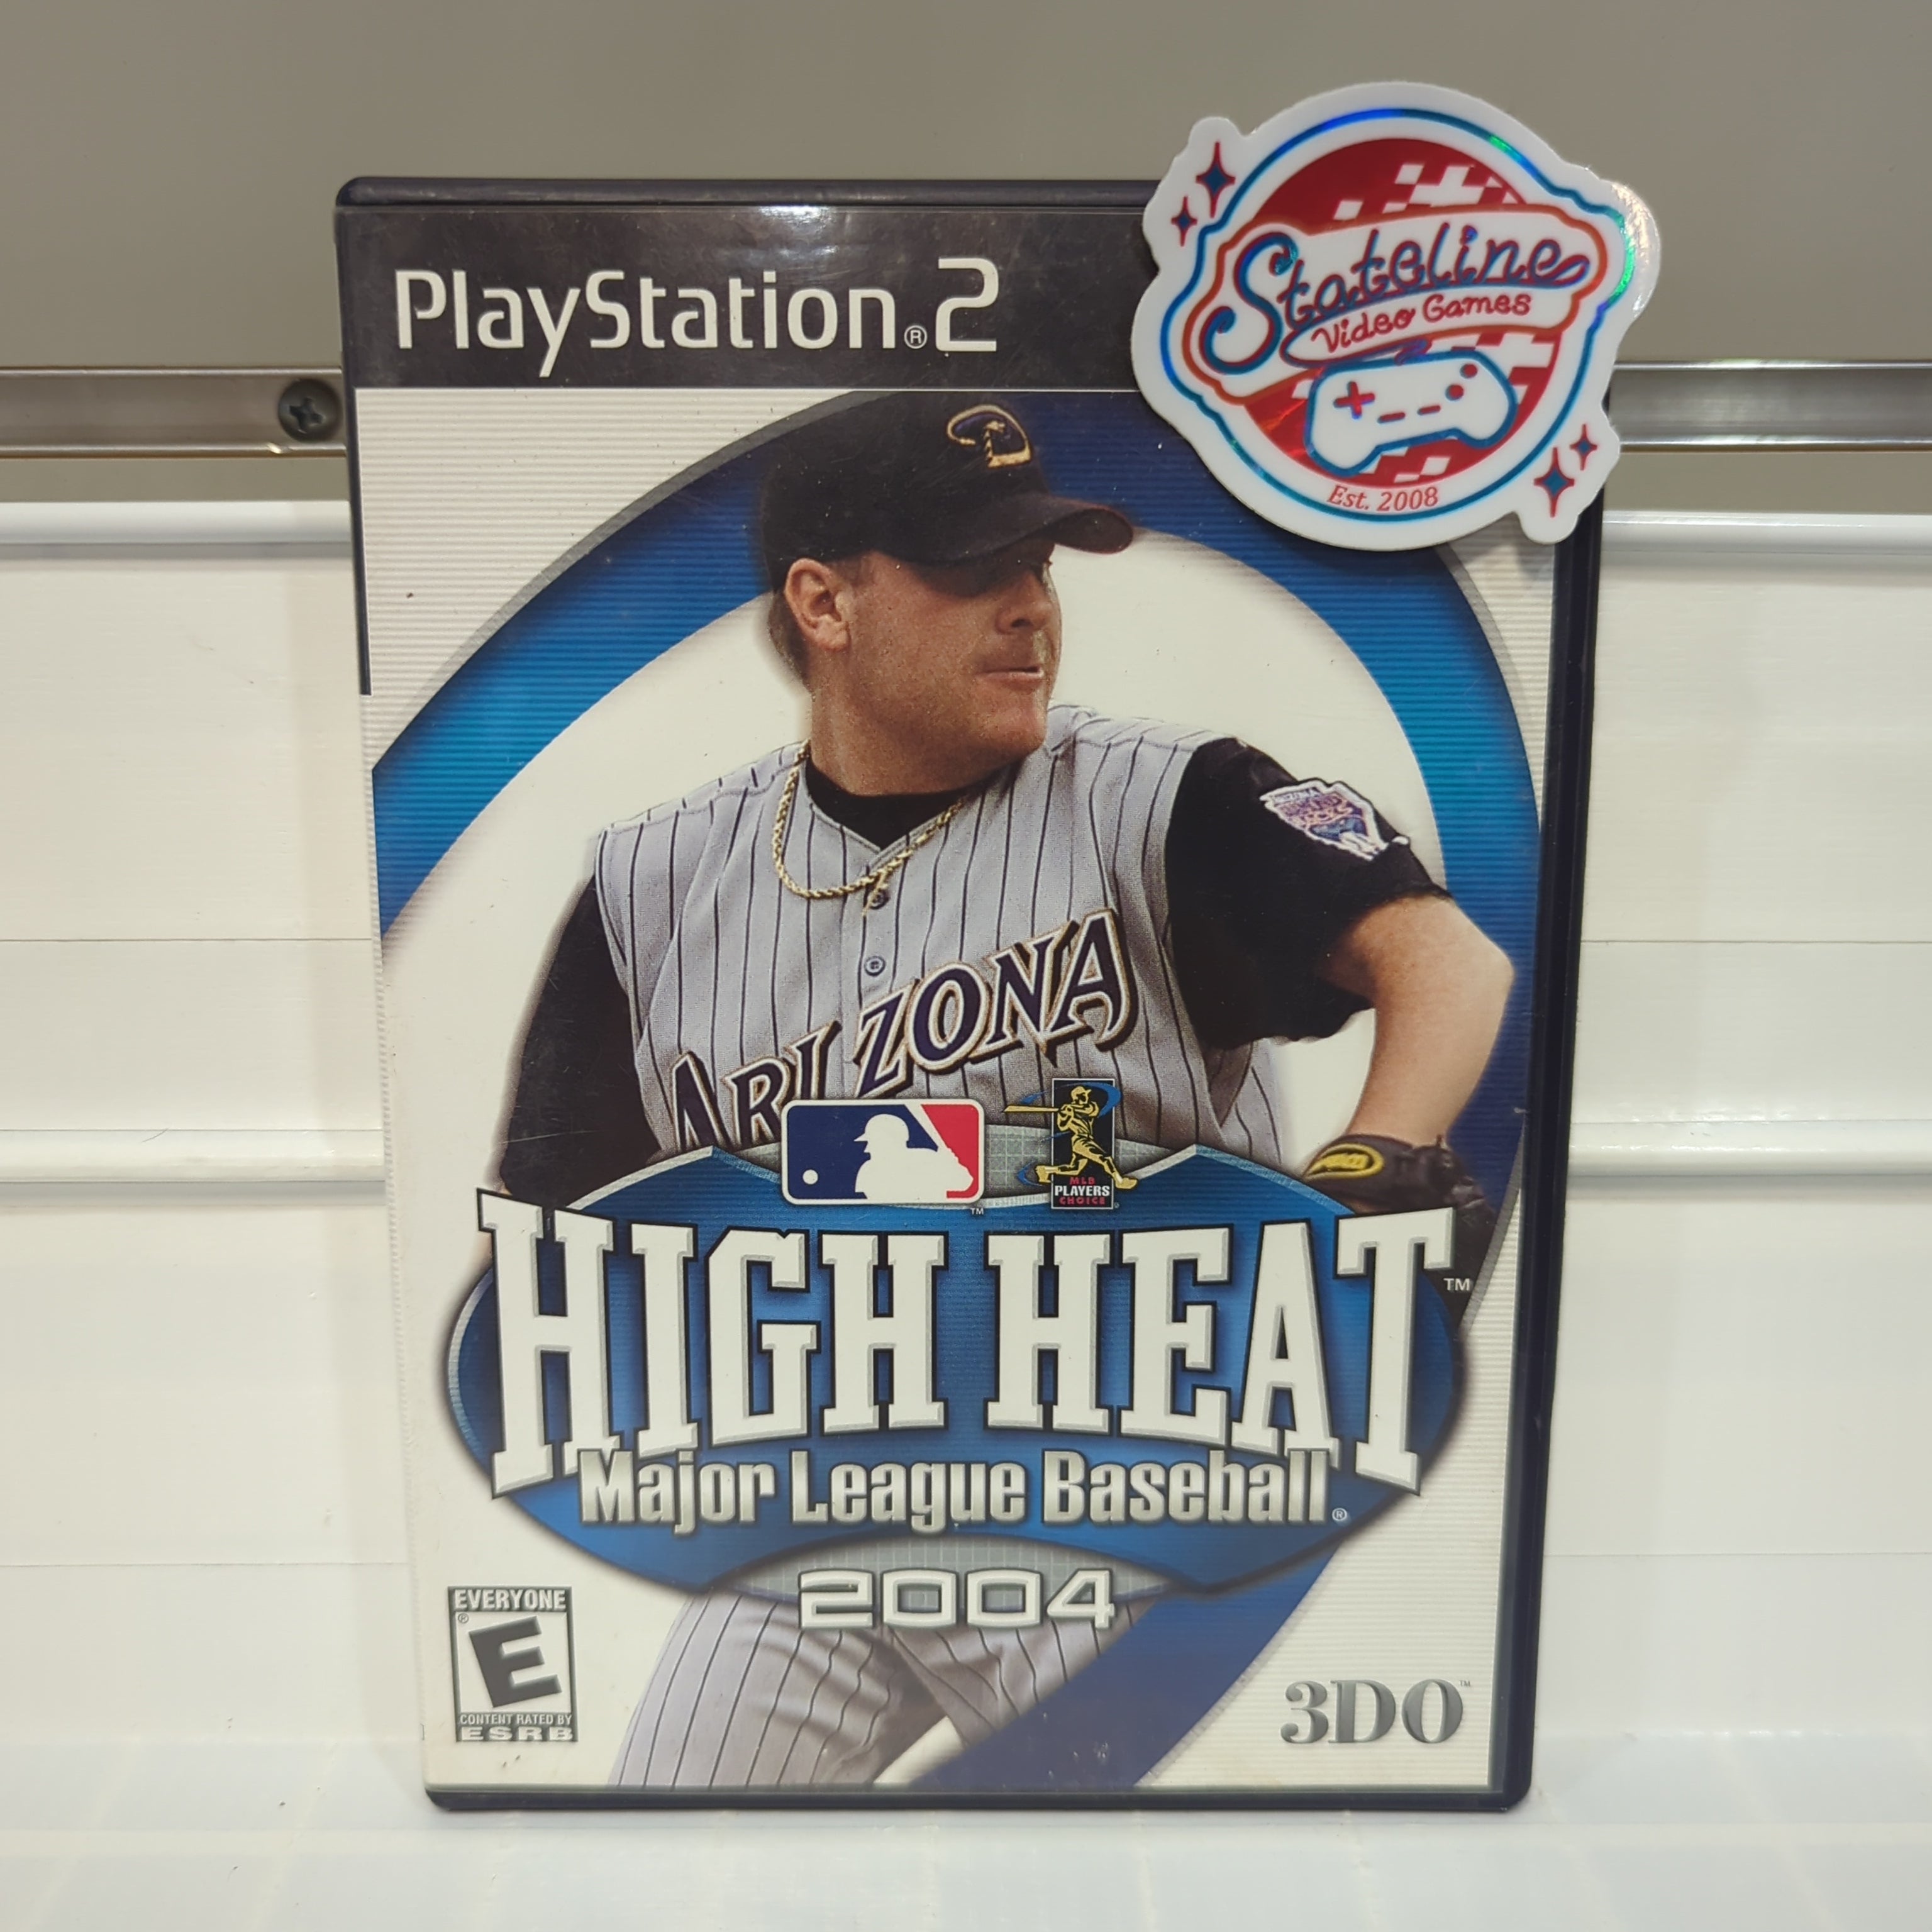 PlayStation®2
Stateline
Video Games
Est. 2008
ARIZONA
™
MLB
PLAYERS
CHOICE
HIGH HEAT™
Major League Baseball®
2004
EVERYONE
E
CONTENT RATED BY
ESRB
3DO™